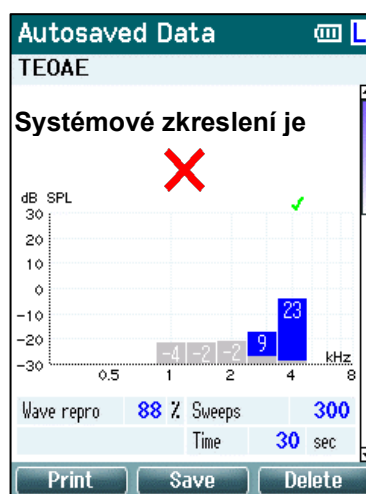 Autosaved Data L
TEOAE
Systémové zkreslení je
dB SPL
30
20
10
0
-10
-20
-30
-4 -2 -2 9 23
kHz
0.5 1 2 4 8
Wave repro 88 % Sweeps 300
Time 30 sec
Print Save Delete